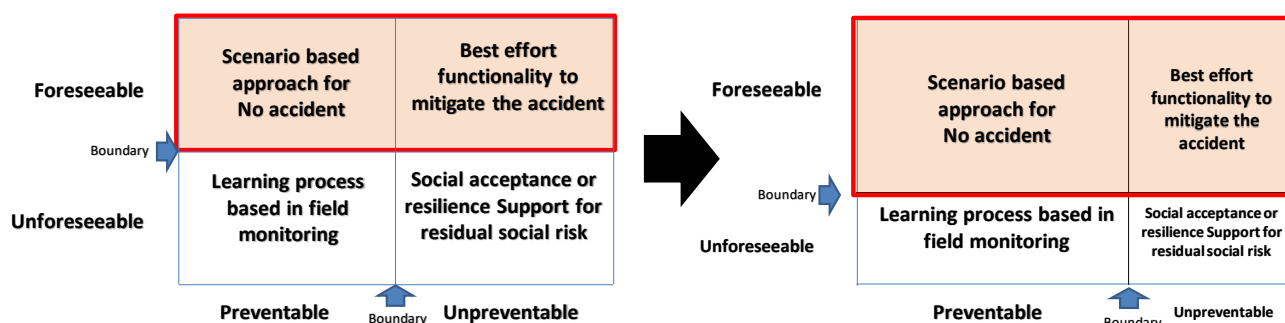 Scenario based
approach for
No accident
Best effort
functionality to
mitigate the accident
Foreseeable
Boundary
Learning process
based in field
monitoring
Social acceptance or
resilience Support for
residual social risk
Unforeseeable
Preventable
Boundary
Unpreventable
Scenario based
approach for
No accident
Best effort
functionality to
mitigate the
accident
Foreseeable
Boundary
Learning process based in
field monitoring
Social acceptance or
resilience Support for
residual social risk
Unforeseeable
Preventable
Boundary
Unpreventable